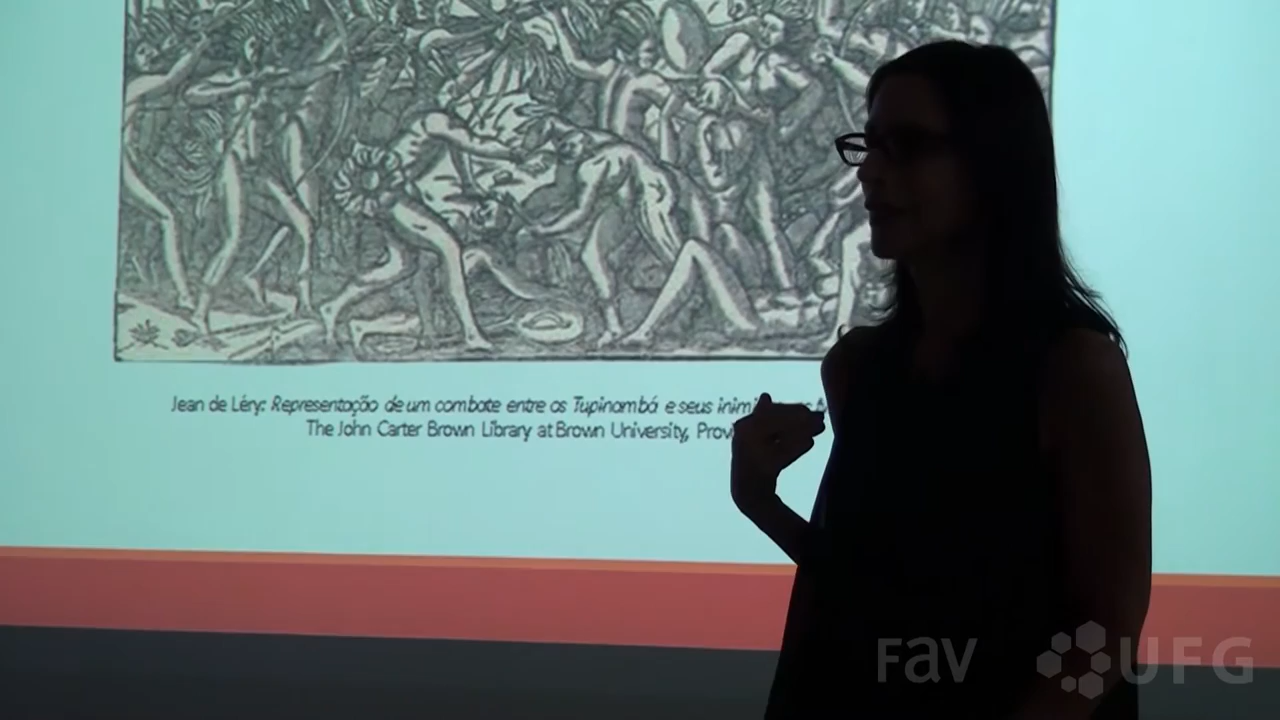 Jean de Léry: Representação de um combate entre os Tupinambá e seus
The John Carter Brown Library at Brown University,
FAV UFG